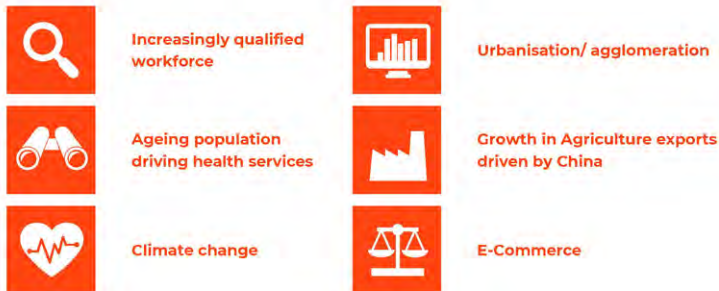 Increasingly qualified
workforce
Urbanisation/ agglomeration
Ageing population
driving health services
Growth in Agriculture exports
driven by China
Climate change
E-Commerce